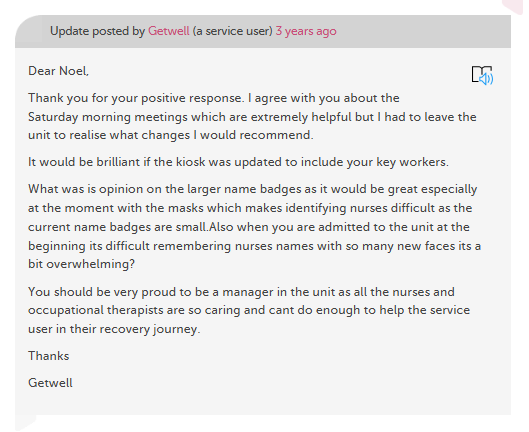 Update posted by Getwell (a service user) 3 years ago
Dear Noel,
Thank you for your positive response. I agree with you about the
Saturday morning meetings which are extremely helpful but I had to leave the
unit to realise what changes I would recommend.
It would be brilliant if the kiosk was updated to include your key workers.
What was is opinion on the larger name badges as it would be great especially
at the moment with the masks which makes identifying nurses difficult as the
current name badges are small.Also when you are admitted to the unit at the
beginning its difficult remembering nurses names with so many new faces its a
bit overwhelming?
You should be very proud to be a manager in the unit as all the nurses and
occupational therapists are so caring and cant do enough to help the service
user in their recovery journey.
Thanks
Getwell